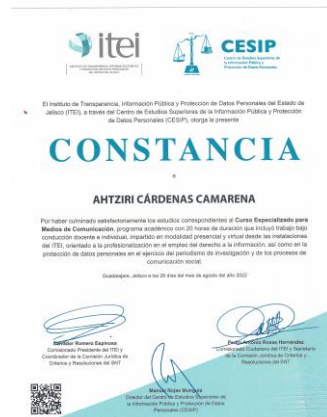 itei
CESIP
Centro de Estudios Superiores de
la Información Pública y
Protección de Datos Personales
El Instituto de Transparencia, Información Pública y Protección de Datos Personales del Estado de
Jalisco (ITEI), a través del Centro de Estudios Superiores de la Información Pública y Protección
de Datos Personales (CESIP), otorga la presente
CONSTANCIA
a
AHTZIRI CÁRDENAS CAMARENA
Por haber culminado satisfactoriamente los estudios correspondientes al Curso Especializado para
Medios de Comunicación, programa académico con 20 horas de duración que incluyó trabajo bajo
conducción docente e individual, impartido en modalidad presencial y virtual desde las instalaciones
del ITEI, orientado a la profesionalización en el empleo del derecho a la información, así como en la
protección de datos personales en el ejercicio del periodismo de investigación y de los procesos de
comunicación social.
Guadalajara, Jalisco a los 26 días del mes de agosto del año 2022
Salvador Romero Espinosa
Comisionado Presidente del ITEI y
Coordinador de la Comisión Jurídica de
Criterios y Resoluciones del SNT
Pedro Antonio Rosas Hernández
Comisionado Ciudadano del ITEI y Secretario
de la Comisión Jurídica de Criterios y
Resoluciones del SNT
Manuel Rojas Munguía
Director del Centro de Estudios Superiores de
la Información Pública y Protección de Datos
Personales (CESIP)